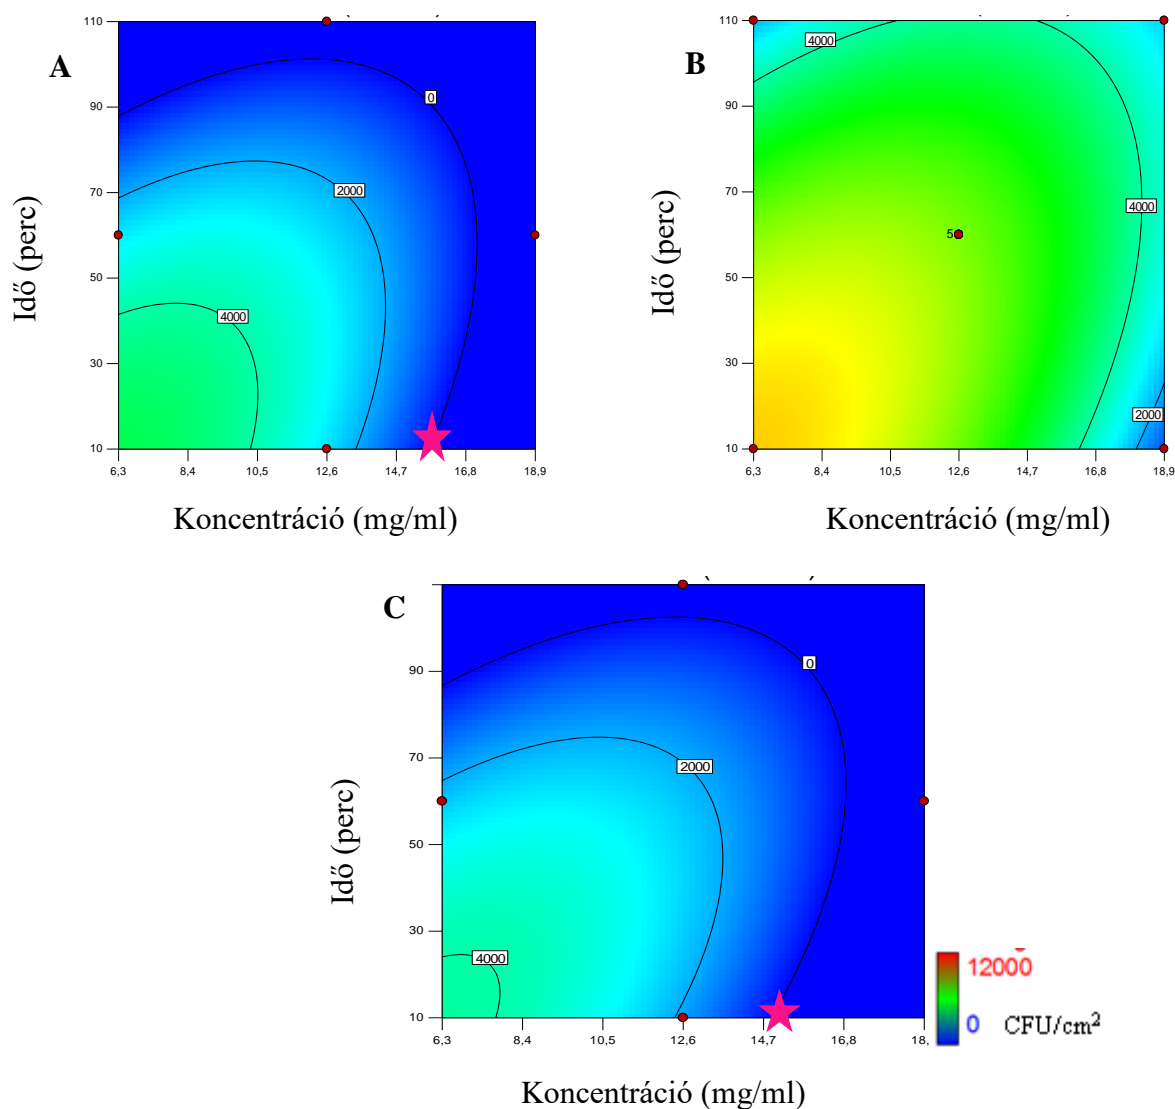 A
Idő (perc)
110
90
70
50
30
10
0
2000
4000
6,3 8,4 10,5 12,6 14,7 16,8 18,9
Koncentráció (mg/ml)
B
Idő (perc)
110
90
70
50
30
10
4000
5
4000
2000
6,3 8,4 10,5 12,6 14,7 16,8 18,9
Koncentráció (mg/ml)
C
Idő (perc)
90
70
50
30
10
0
2000
4000
6,3 8,4 10,5 12,6 14,7 16,8 18,
Koncentráció (mg/ml)
12000
0 CFU/cm²